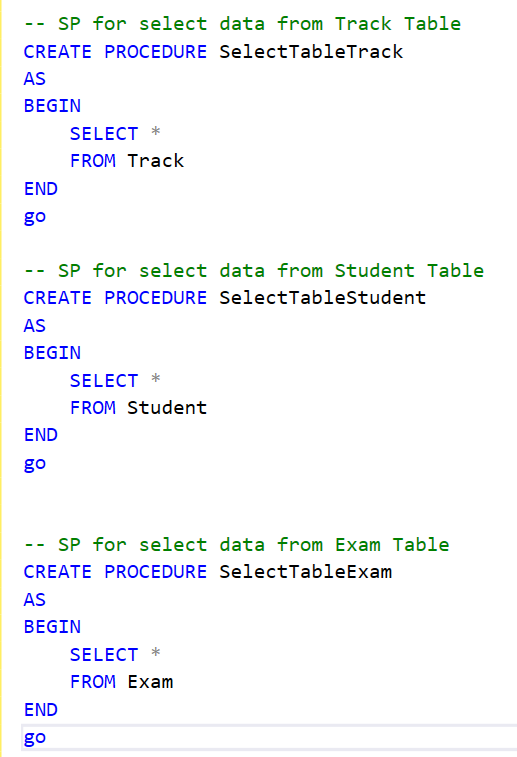 -- SP for select data from Track Table
CREATE PROCEDURE SelectTableTrack
AS
BEGIN
    SELECT *
    FROM Track
END
go
-- SP for select data from Student Table
CREATE PROCEDURE SelectTableStudent
AS
BEGIN
    SELECT *
    FROM Student
END
go
-- SP for select data from Exam Table
CREATE PROCEDURE SelectTableExam
AS
BEGIN
    SELECT *
    FROM Exam
END
go